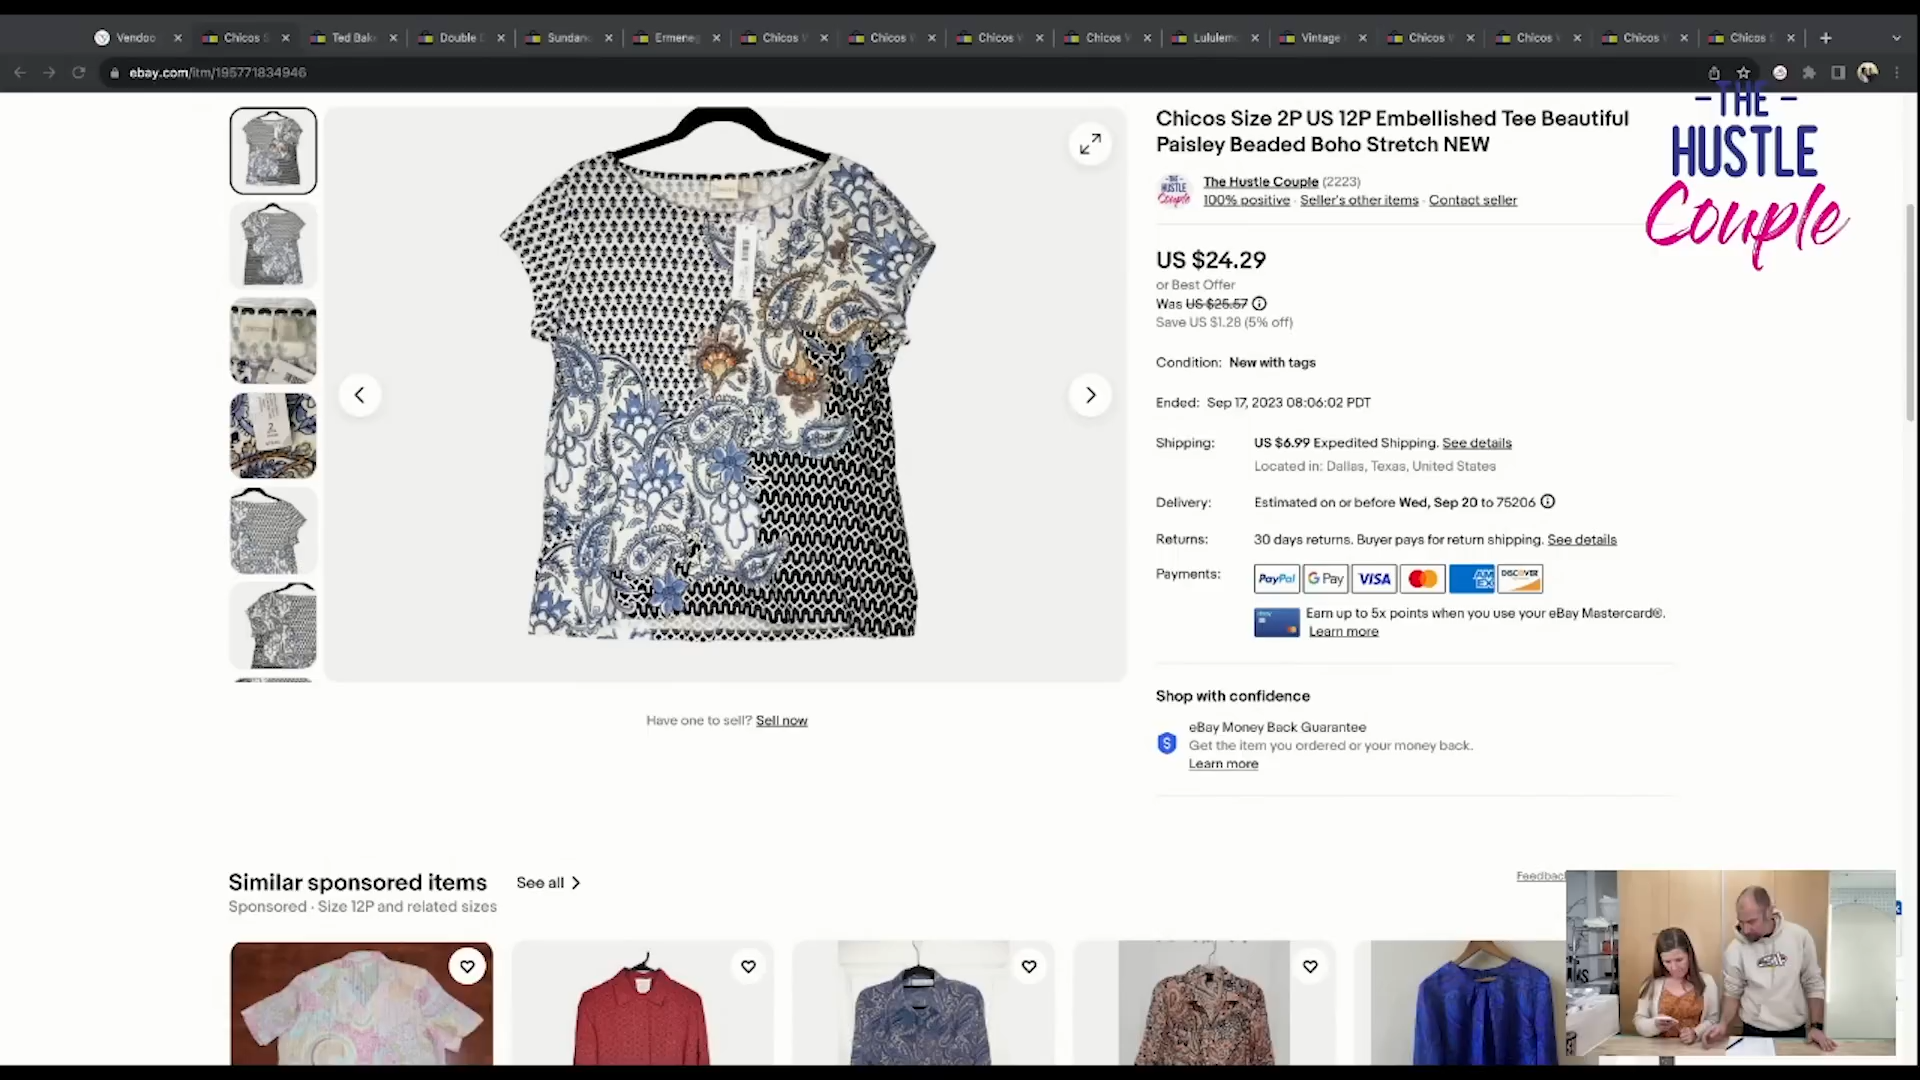 Vendoo
Chicos S
Ted Bak
Double D
Sundanc
Ermeneg
Chicos V
Chicos V
Chicos V
Chicos V
Lululem
Vintage
Chicos V
Chicos V
Chicos V
Chicos S
ebay.com/itm/195771834946
Chicos Size 2P US 12P Embellished Tee Beautiful
Paisley Beaded Boho Stretch NEW
The Hustle Couple (2223)
100% positive · Seller's other items · Contact seller
-THE-
HUSTLE
Couple
US $24.29
or Best Offer
Was US $25.57
Save US $1.28 (5% off)
Condition: New with tags
Ended: Sep 17, 2023 08:06:02 PDT
Shipping: US $6.99 Expedited Shipping. See details
Located in: Dallas, Texas, United States
Delivery: Estimated on or before Wed, Sep 20 to 75206
Returns: 30 days returns. Buyer pays for return shipping. See details
Payments: PayPal G Pay VISA AMEX DISCOVER
Earn up to 5x points when you use your eBay Mastercard®.
Learn more
Have one to sell? Sell now
Shop with confidence
eBay Money Back Guarantee
Get the item you ordered or your money back.
Learn more
Similar sponsored items See all
Sponsored · Size 12P and related sizes
Feedbac